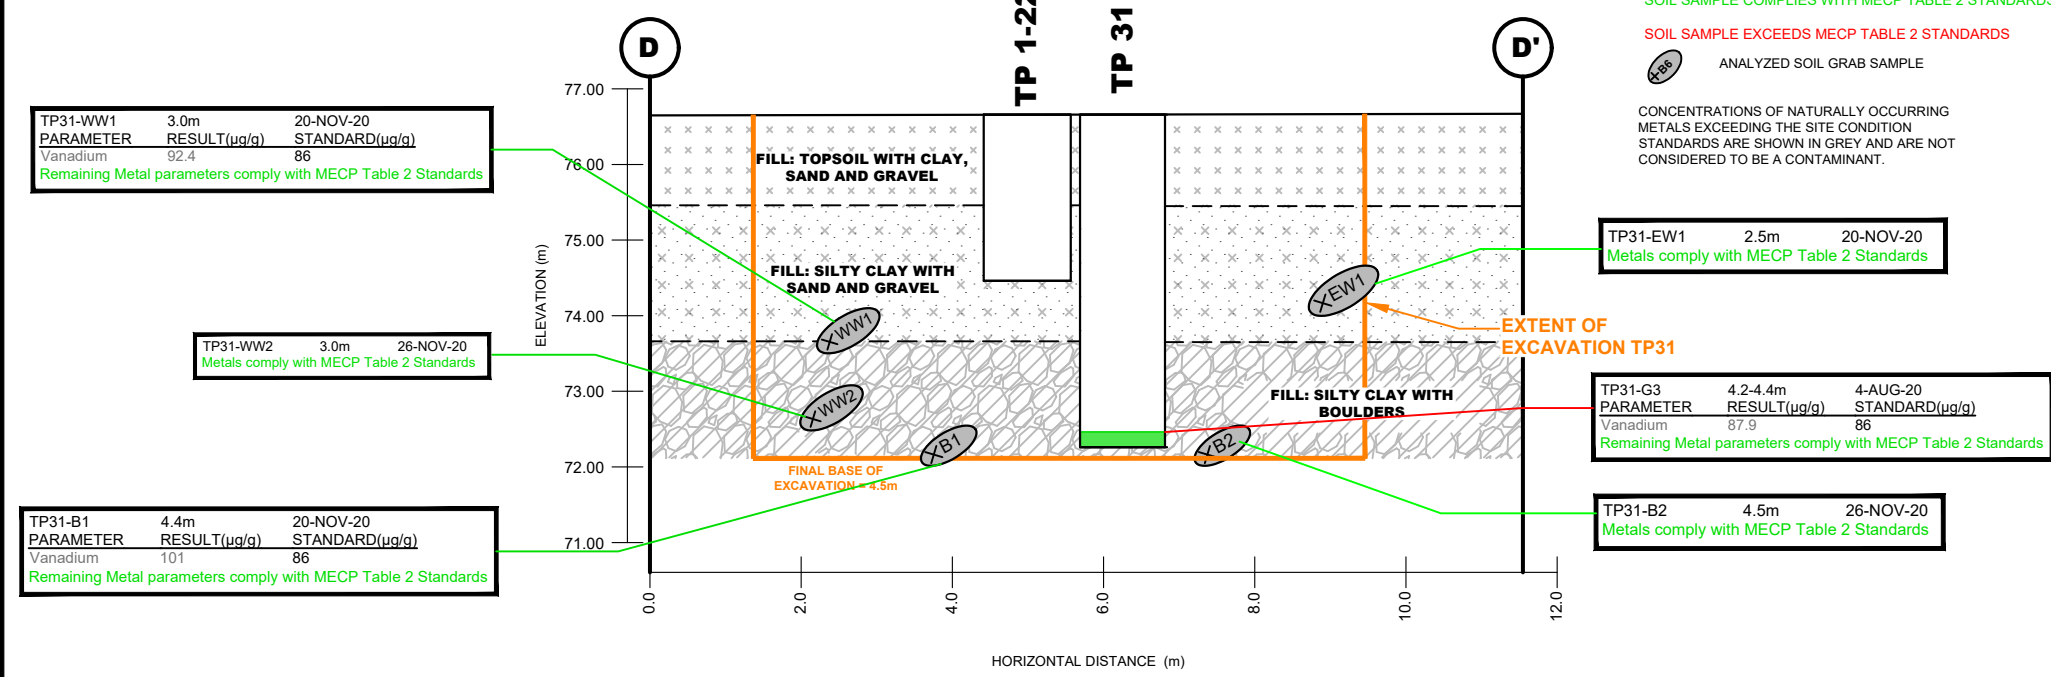 SOIL SAMPLE COMPLIES WITH MECP TABLE 2 STANDARDS
SOIL SAMPLE EXCEEDS MECP TABLE 2 STANDARDS
B6
ANALYZED SOIL GRAB SAMPLE
CONCENTRATIONS OF NATURALLY OCCURRING
METALS EXCEEDING THE SITE CONDITION
STANDARDS ARE SHOWN IN GREY AND ARE NOT
CONSIDERED TO BE A CONTAMINANT.
D
TP 1-22
TP 31
D'
TP31-WW1 3.0m 20-NOV-20
PARAMETER RESULT(µg/g) STANDARD(µg/g)
Vanadium 92.4 86
Remaining Metal parameters comply with MECP Table 2 Standards
TP31-WW2 3.0m 26-NOV-20
Metals comply with MECP Table 2 Standards
TP31-B1 4.4m 20-NOV-20
PARAMETER RESULT(µg/g) STANDARD(µg/g)
Vanadium 101 86
Remaining Metal parameters comply with MECP Table 2 Standards
ELEVATION (m)
77.00
76.00
75.00
74.00
73.00
72.00
71.00
FILL: TOPSOIL WITH CLAY,
SAND AND GRAVEL
FILL: SILTY CLAY WITH
SAND AND GRAVEL
WW1
WW2
B1
EW1
FILL: SILTY CLAY WITH
BOULDERS
B2
FINAL BASE OF
EXCAVATION = 4.5m
EXTENT OF
EXCAVATION TP31
TP31-EW1 2.5m 20-NOV-20
Metals comply with MECP Table 2 Standards
TP31-G3 4.2-4.4m 4-AUG-20
PARAMETER RESULT(µg/g) STANDARD(µg/g)
Vanadium 87.9 86
Remaining Metal parameters comply with MECP Table 2 Standards
TP31-B2 4.5m 26-NOV-20
Metals comply with MECP Table 2 Standards
0.0 2.0 4.0 6.0 8.0 10.0 12.0
HORIZONTAL DISTANCE (m)